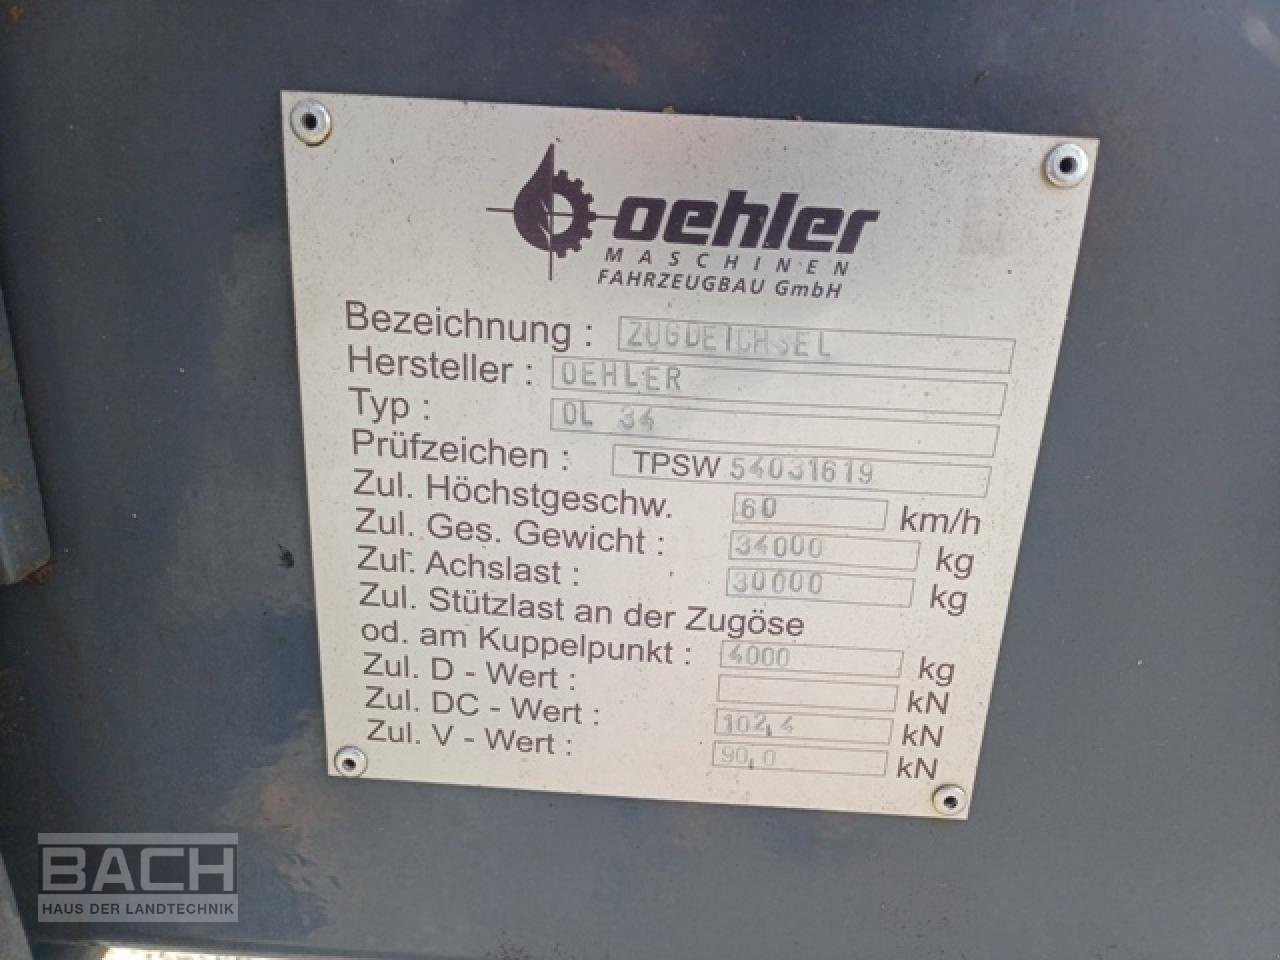 oehler
MASCHINEN
FAHRZEUGBAU GmbH
Bezeichnung : ZUGDEICHSEL
Hersteller : OEHLER
Typ : OL 34
Prüfzeichen : TPSW 54031619
Zul. Höchstgeschw. 60 km/h
Zul. Ges. Gewicht : 34000 kg
Zul. Achslast : 30000 kg
Zul. Stützlast an der Zugöse
od. am Kuppelpunkt : 4000 kg
Zul. D - Wert : kN
Zul. DC - Wert : 102,4 kN
Zul. V - Wert : 90,0 kN
BACH
HAUS DER LANDTECHNIK